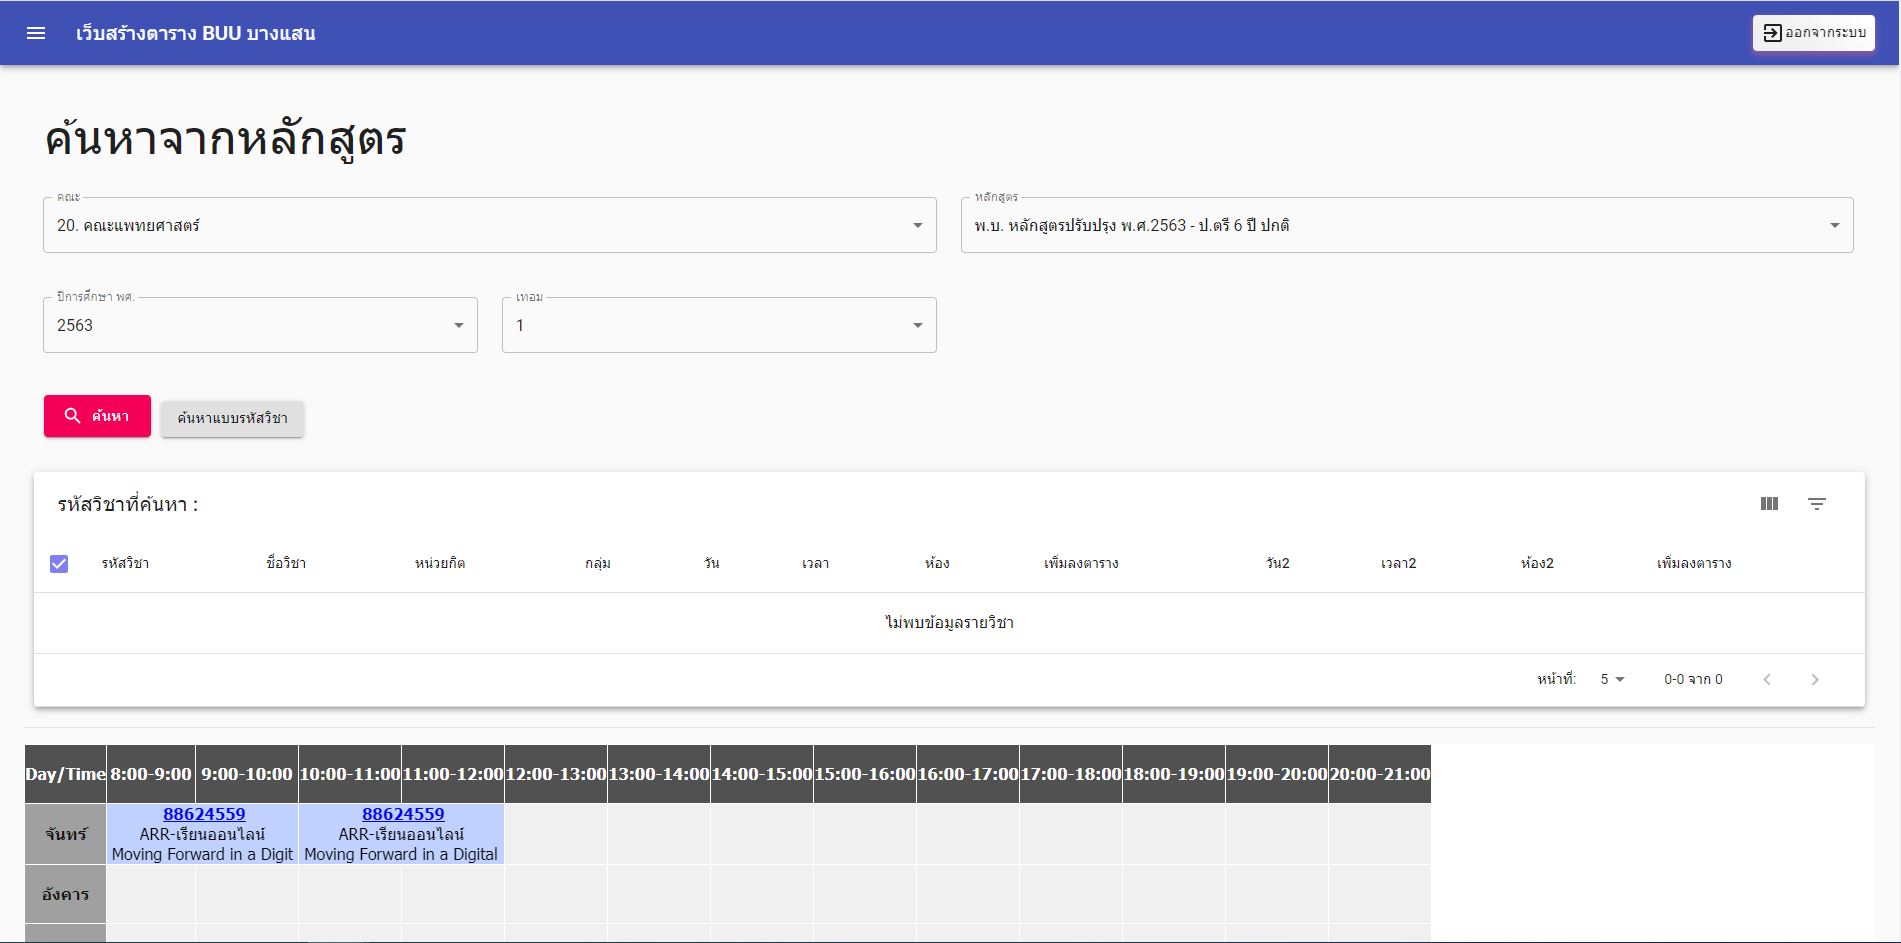 เว็บสร้างตาราง BUU บางแสน
ออกจากระบบ
ค้นหาจากหลักสูตร
คณะ
20. คณะแพทยศาสตร์
หลักสูตร
พ.บ. หลักสูตรปรับปรุง พ.ศ.2563 - ป.ตรี 6 ปี ปกติ
ปีการศึกษา พศ.
2563
เทอม
1
ค้นหา
ค้นหาแบบรหัสวิชา
รหัสวิชาที่ค้นหา :
รหัสวิชา ชื่อวิชา หน่วยกิต กลุ่ม วัน เวลา ห้อง เพิ่มลงตาราง วัน2 เวลา2 ห้อง2 เพิ่มลงตาราง
ไม่พบข้อมูลรายวิชา
หน้าที่: 5 0-0 จาก 0
Day/Time 8:00-9:00 9:00-10:00 10:00-11:00 11:00-12:00 12:00-13:00 13:00-14:00 14:00-15:00 15:00-16:00 16:00-17:00 17:00-18:00 18:00-19:00 19:00-20:00 20:00-21:00
จันทร์
88624559
ARR-เรียนออนไลน์
Moving Forward in a Digit
88624559
ARR-เรียนออนไลน์
Moving Forward in a Digital
อังคาร